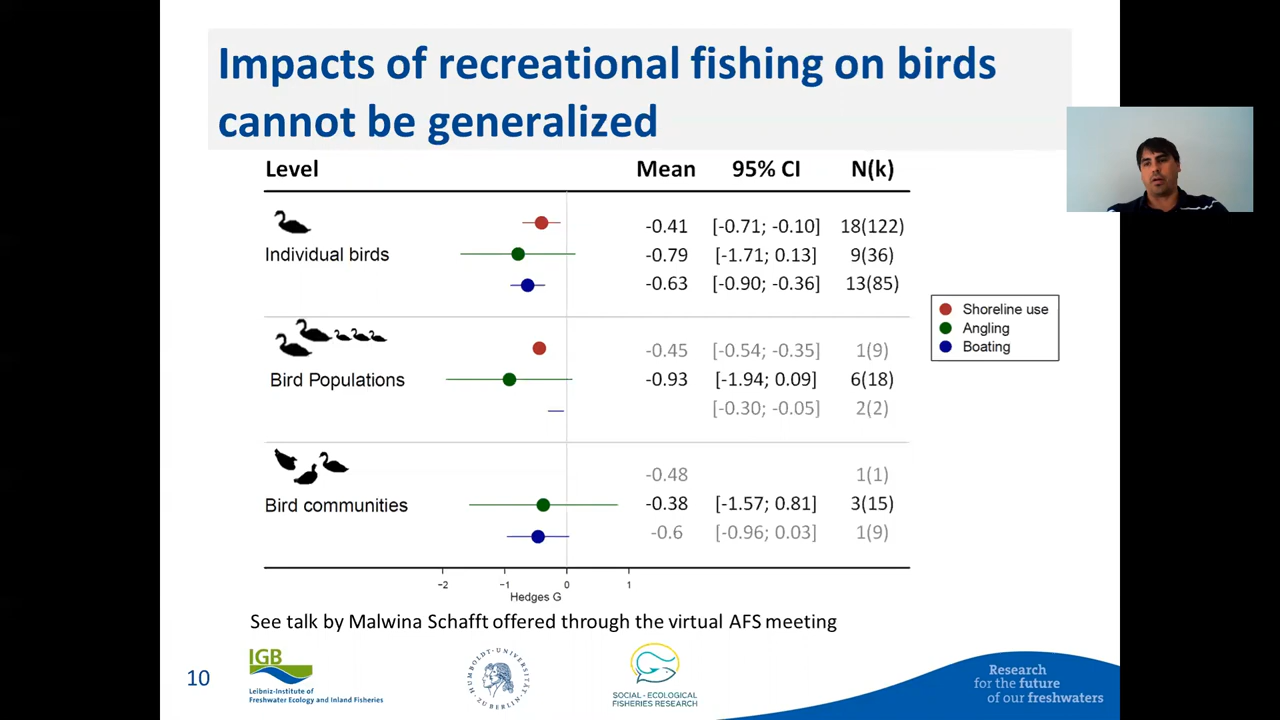 Impacts of recreational fishing on birds
cannot be generalized
Level Mean 95% CI N(k)
-0.41 [-0.71; -0.10] 18(122)
Individual birds -0.79 [-1.71; 0.13] 9(36)
-0.63 [-0.90; -0.36] 13(85)
Shoreline use
Angling
Boating
-0.45 [-0.54; -0.35] 1(9)
Bird Populations -0.93 [-1.94; 0.09] 6(18)
[-0.30; -0.05] 2(2)
-0.48 1(1)
Bird communities -0.38 [-1.57; 0.81] 3(15)
-0.6 [-0.96; 0.03] 1(9)
−2 −1 0 1
Hedges G
See talk by Malwina Schafft offered through the virtual AFS meeting
10
IGB
Leibniz-Institute of
Freshwater Ecology and Inland Fisheries
HUMBOLDT-UNIVERSITÄT
ZU BERLIN
SOCIAL-ECOLOGICAL
FISHERIES RESEARCH
Research
for the future
of our freshwaters